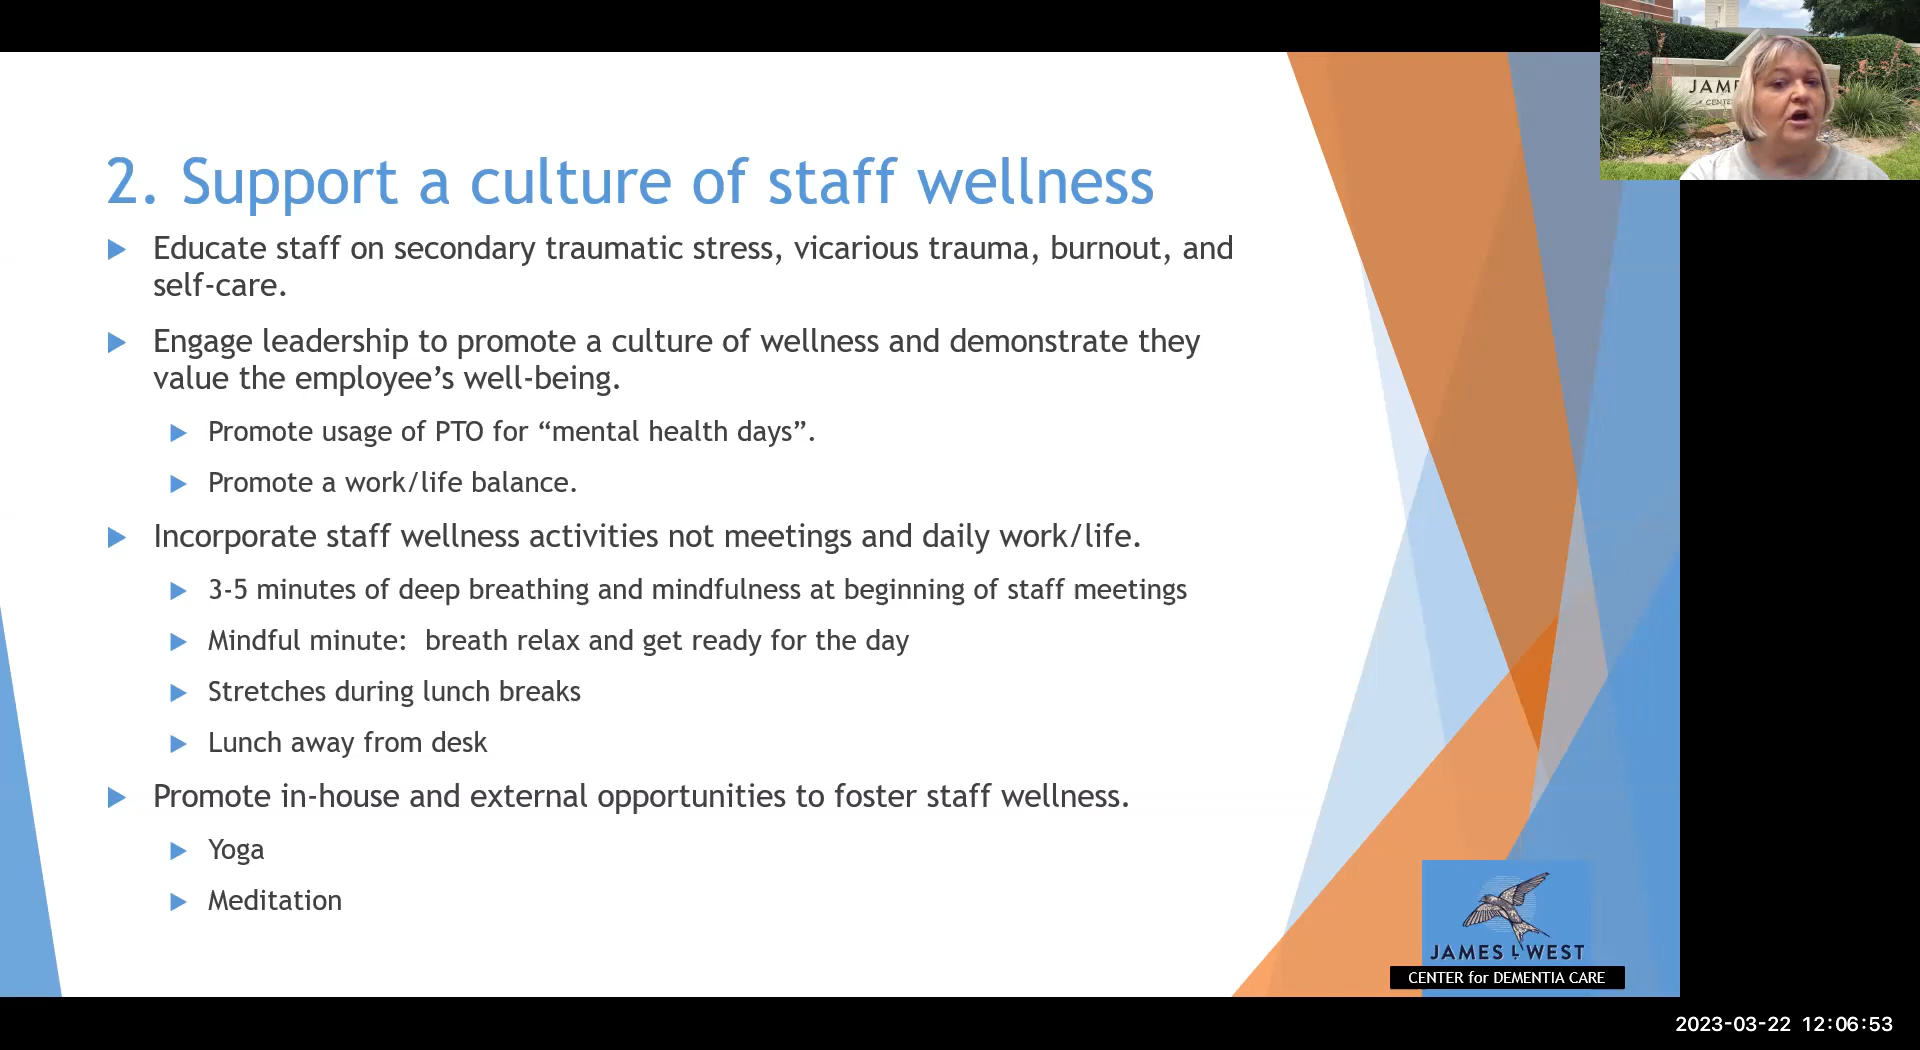 2. Support a culture of staff wellness
Educate staff on secondary traumatic stress, vicarious trauma, burnout, and
self-care.
Engage leadership to promote a culture of wellness and demonstrate they
value the employee’s well-being.
Promote usage of PTO for “mental health days”.
Promote a work/life balance.
Incorporate staff wellness activities not meetings and daily work/life.
3-5 minutes of deep breathing and mindfulness at beginning of staff meetings
Mindful minute:  breath relax and get ready for the day
Stretches during lunch breaks
Lunch away from desk
Promote in-house and external opportunities to foster staff wellness.
Yoga
Meditation
JAMES L WEST
CENTER for DEMENTIA CARE
JAM
CENTE
2023-03-22 12:06:53